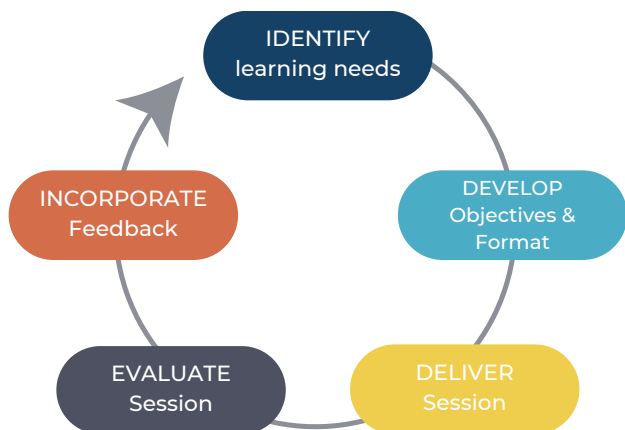 IDENTIFY
learning needs
DEVELOP
Objectives &
Format
DELIVER
Session
EVALUATE
Session
INCORPORATE
Feedback